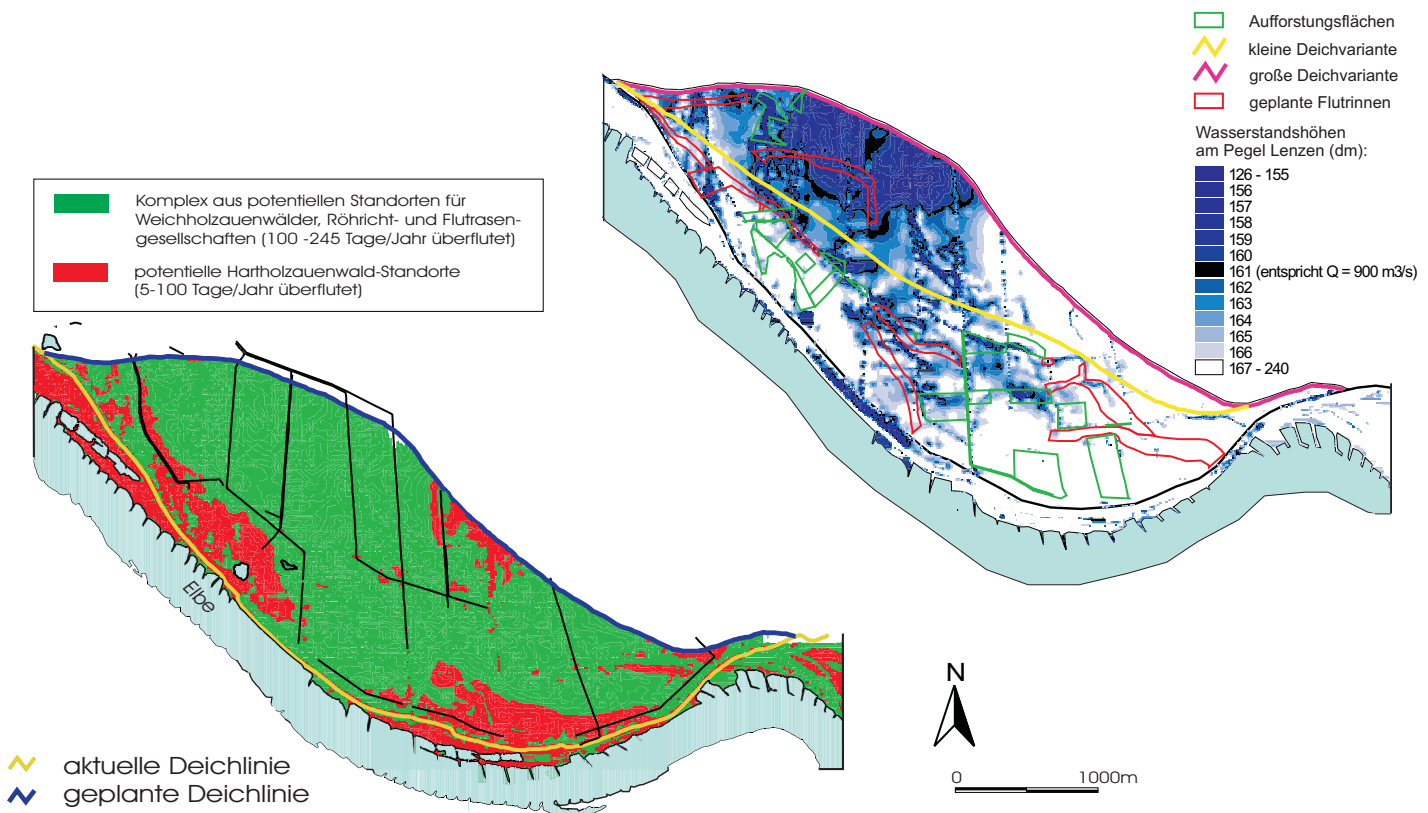 Aufforstungsflächen
kleine Deichvariante
große Deichvariante
geplante Flutrinnen
Wasserstandshöhen
am Pegel Lenzen (dm):
126 - 155
156
157
158
159
160
161 (entspricht Q = 900 m3/s)
162
163
164
165
166
167 - 240
Komplex aus potentiellen Standorten für
Weichholzauenwälder, Röhricht- und Flutrasen-
gesellschaften (100 -245 Tage/Jahr überflutet)
potentielle Hartholzauenwald-Standorte
(5-100 Tage/Jahr überflutet)
Elbe
aktuelle Deichlinie
geplante Deichlinie
N
0 1000m